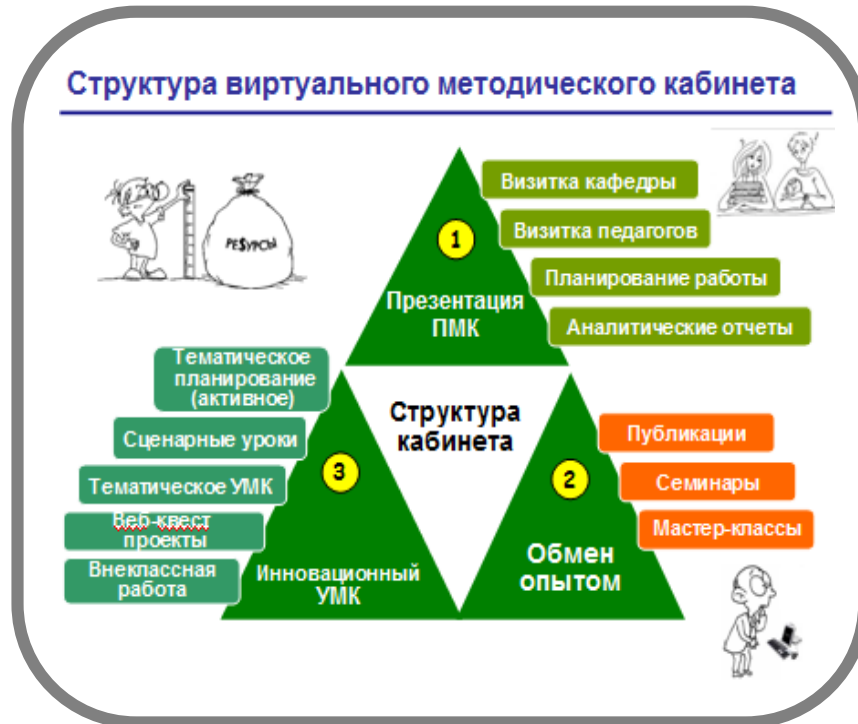 Структура виртуального методического кабинета
РЕ$УРСЫ
1
Презентация
ПМК
Визитка кафедры
Визитка педагогов
Планирование работы
Аналитические отчеты
Структура
кабинета
2
Обмен
опытом
Публикации
Семинары
Мастер-классы
3
Инновационный
УМК
Тематическое
планирование
(активное)
Сценарные уроки
Тематическое УМК
Веб-квест
проекты
Внеклассная
работа